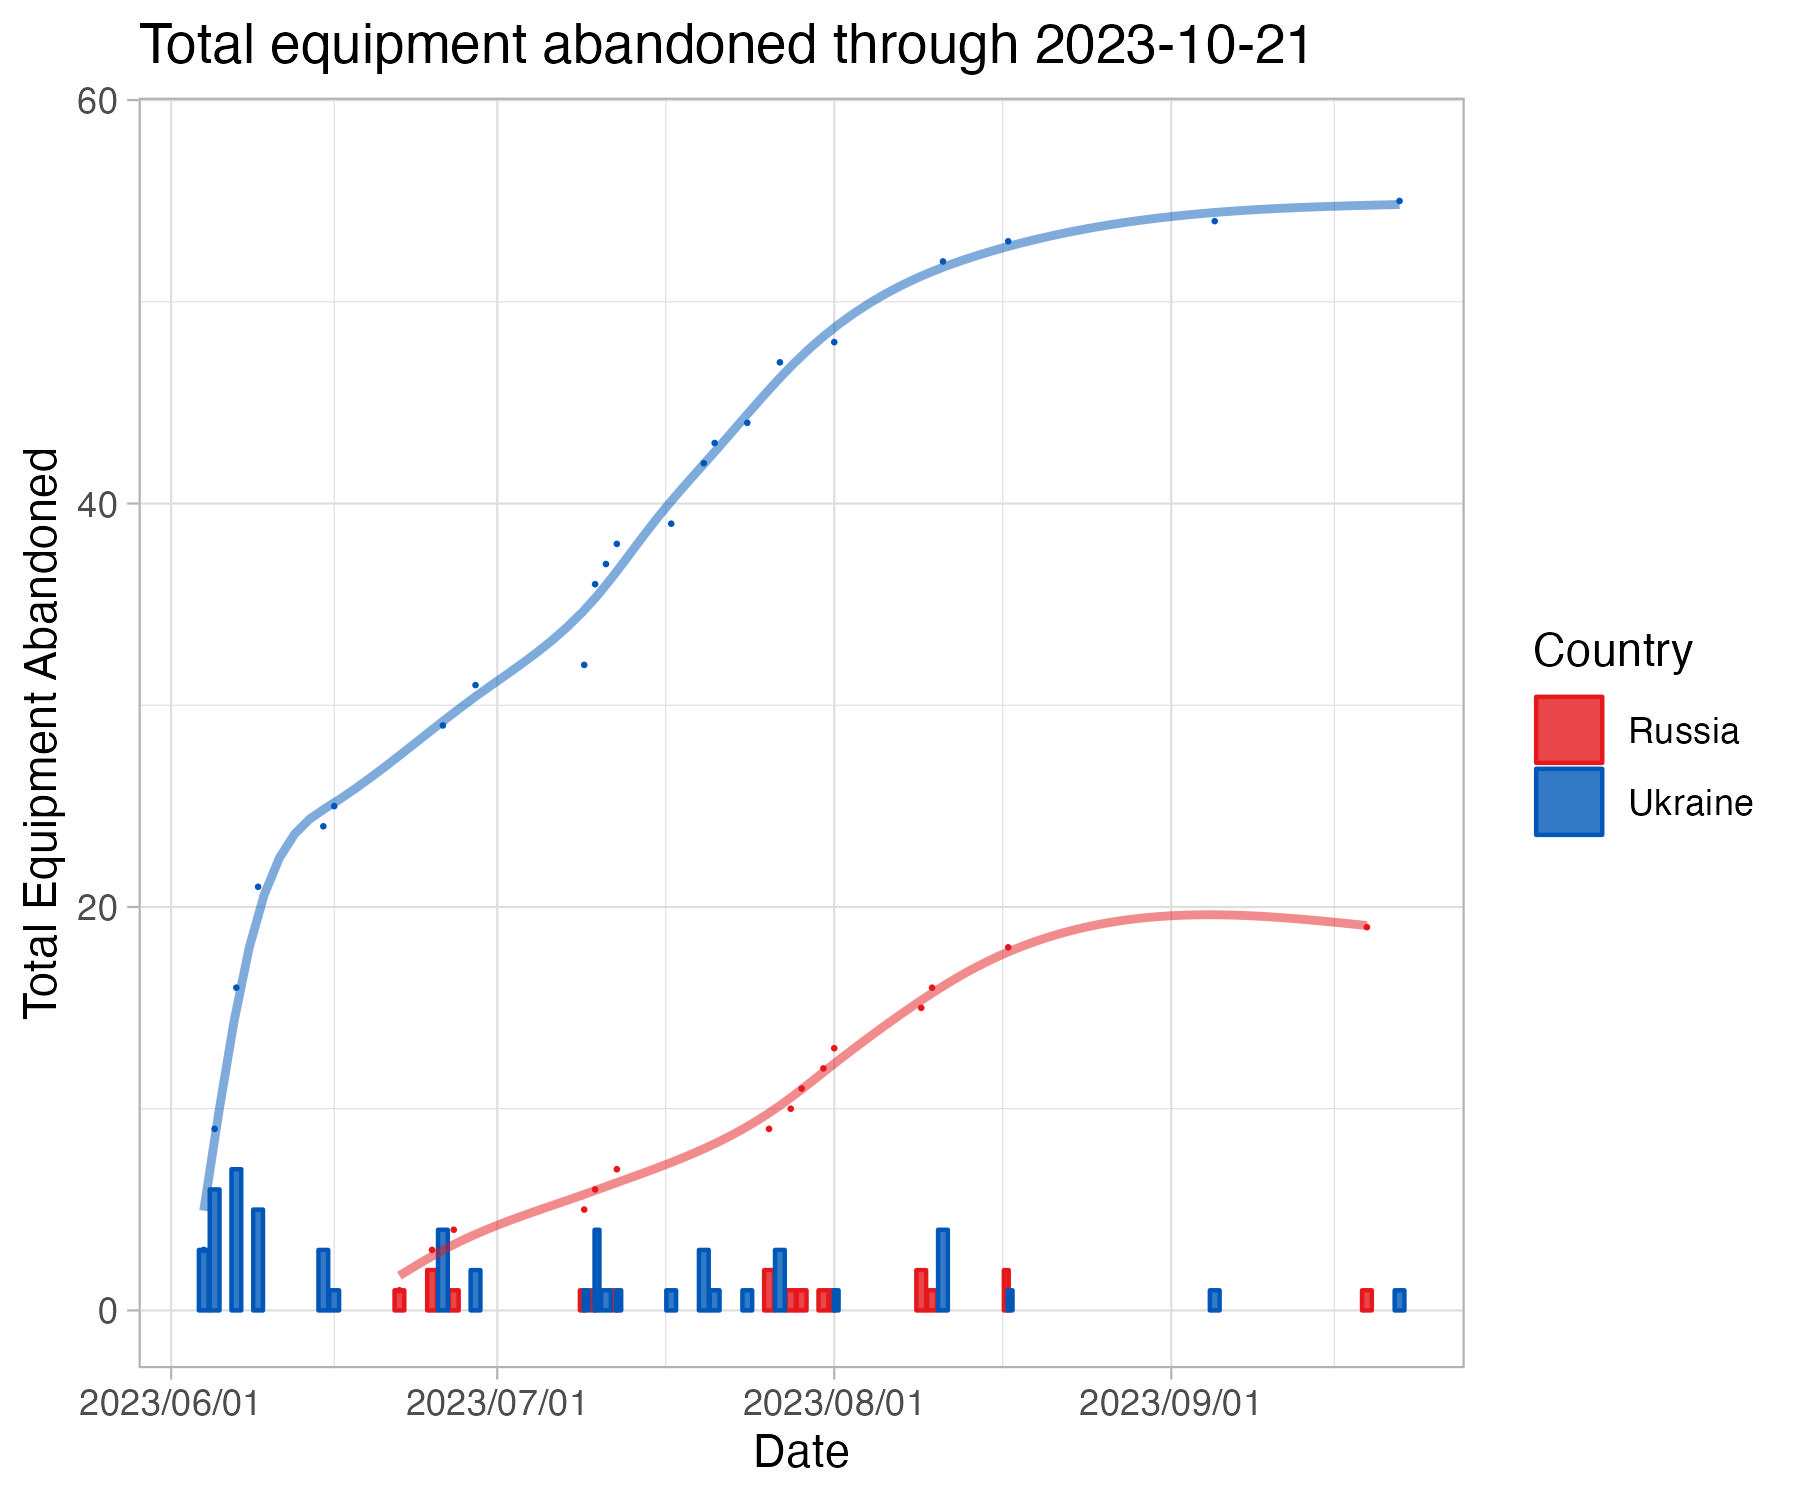 Total equipment abandoned through 2023-10-21
Total Equipment Abandoned
60
40
20
0
2023/06/01
2023/07/01
2023/08/01
2023/09/01
Date
Country
Russia
Ukraine